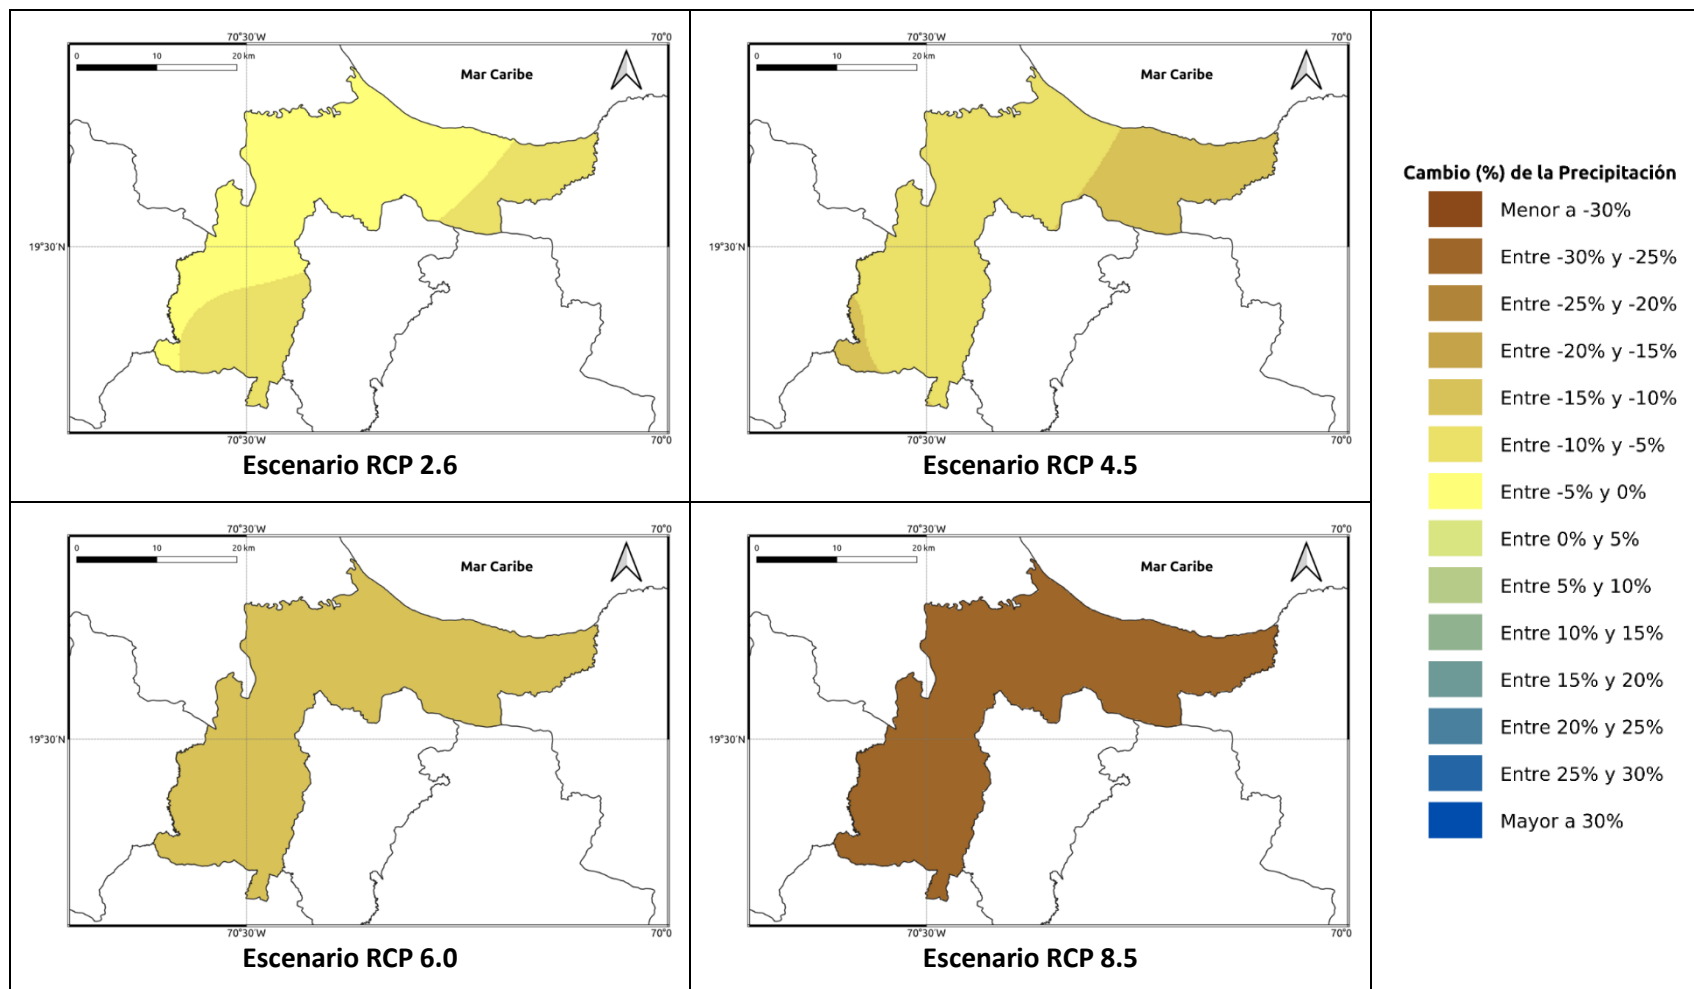 70°30'W 70°0
0 10 20 km
Mar Caribe
19°30'N
70°30'W 70°0
Escenario RCP 2.6
70°30'W 70°0
0 10 20 km
Mar Caribe
19°30'N
70°30'W 70°0
Escenario RCP 4.5
70°30'W 70°0
0 10 20 km
Mar Caribe
19°30'N
70°30'W 70°0
Escenario RCP 6.0
70°30'W 70°0
0 10 20 km
Mar Caribe
19°30'N
70°30'W 70°0
Escenario RCP 8.5
Cambio (%) de la Precipitación
Menor a -30%
Entre -30% y -25%
Entre -25% y -20%
Entre -20% y -15%
Entre -15% y -10%
Entre -10% y -5%
Entre -5% y 0%
Entre 0% y 5%
Entre 5% y 10%
Entre 10% y 15%
Entre 15% y 20%
Entre 20% y 25%
Entre 25% y 30%
Mayor a 30%